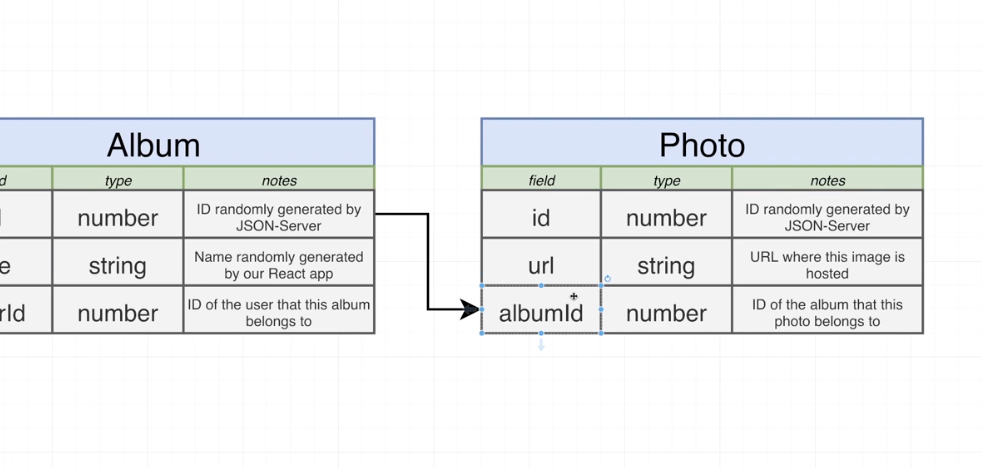 Album
d type notes
number ID randomly generated by
JSON-Server
e string Name randomly generated
by our React app
rId number ID of the user that this album
belongs to
Photo
field type notes
id number ID randomly generated by
JSON-Server
url string URL where this image is
hosted
albumId number ID of the album that this
photo belongs to